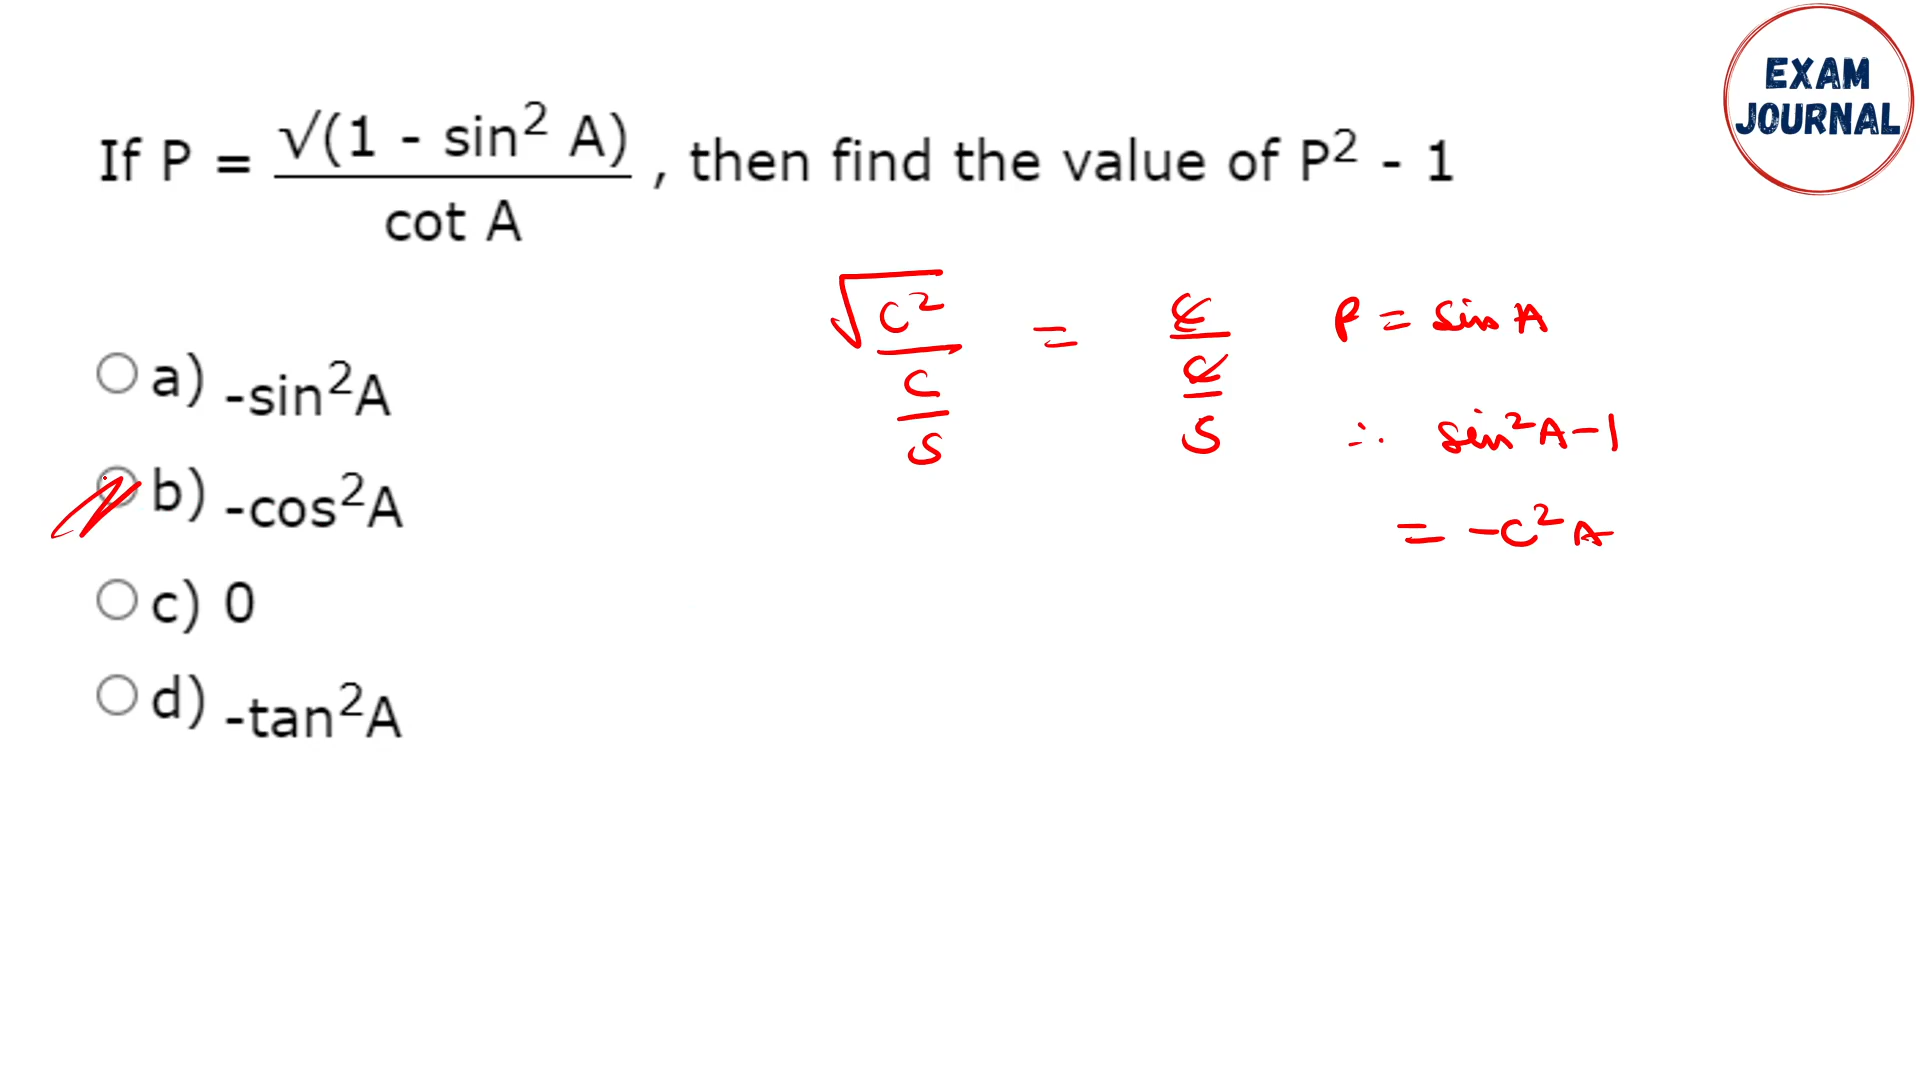 EXAM
JOURNAL
If P = √(1 - sin² A) / cot A , then find the value of P² - 1
√c² / (c/s) = c / (c/s)
P = sin A
∴ sin²A - 1
= -c²A
a) -sin²A
b) -cos²A
c) 0
d) -tan²A